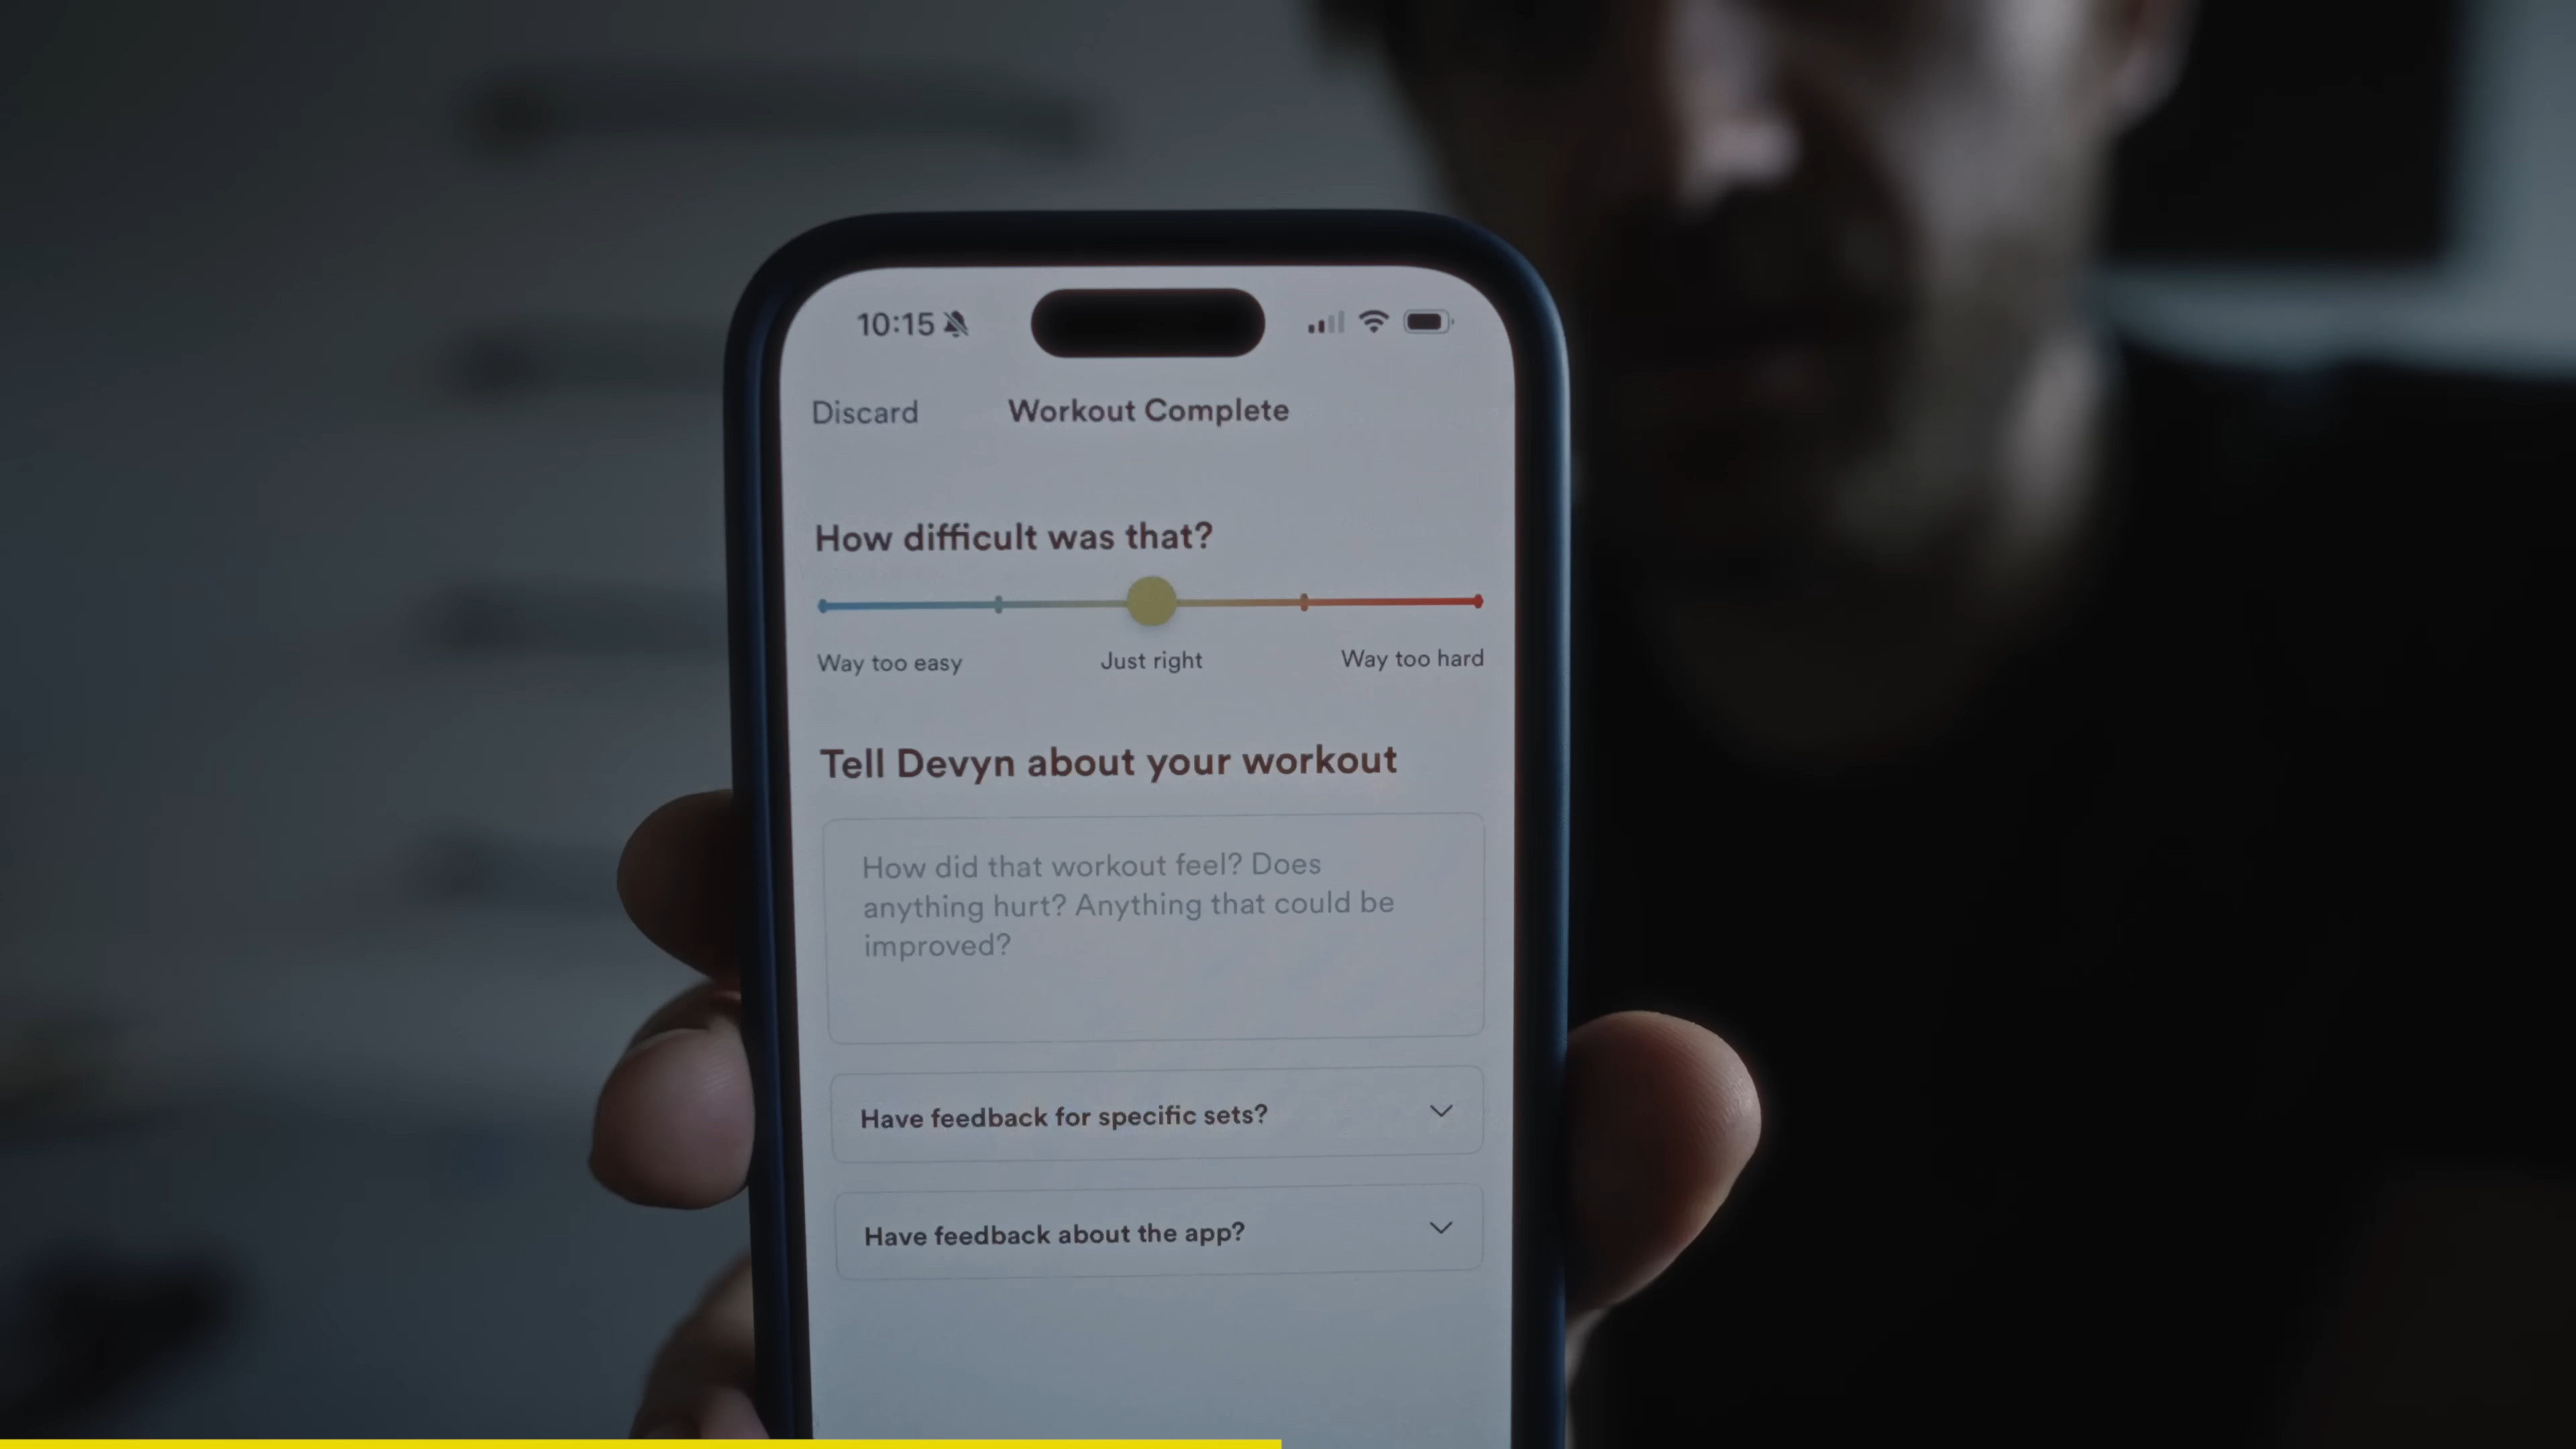 10:15
Discard
Workout Complete
How difficult was that?
Way too easy
Just right
Way too hard
Tell Devyn about your workout
How did that workout feel? Does
anything hurt? Anything that could be
improved?
Have feedback for specific sets?
Have feedback about the app?